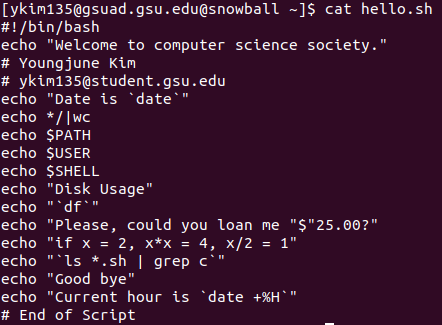 [ykim135@gsuad.gsu.edu@snowball ~]$ cat hello.sh
#!/bin/bash
echo "Welcome to computer science society."
# Youngjune Kim
# ykim135@student.gsu.edu
echo "Date is `date`"
echo */|wc
echo $PATH
echo $USER
echo $SHELL
echo "Disk Usage"
echo "`df`"
echo "Please, could you loan me "$"25.00?"
echo "if x = 2, x*x = 4, x/2 = 1"
echo "`ls *.sh | grep c`"
echo "Good bye"
echo "Current hour is `date +%H`"
# End of Script